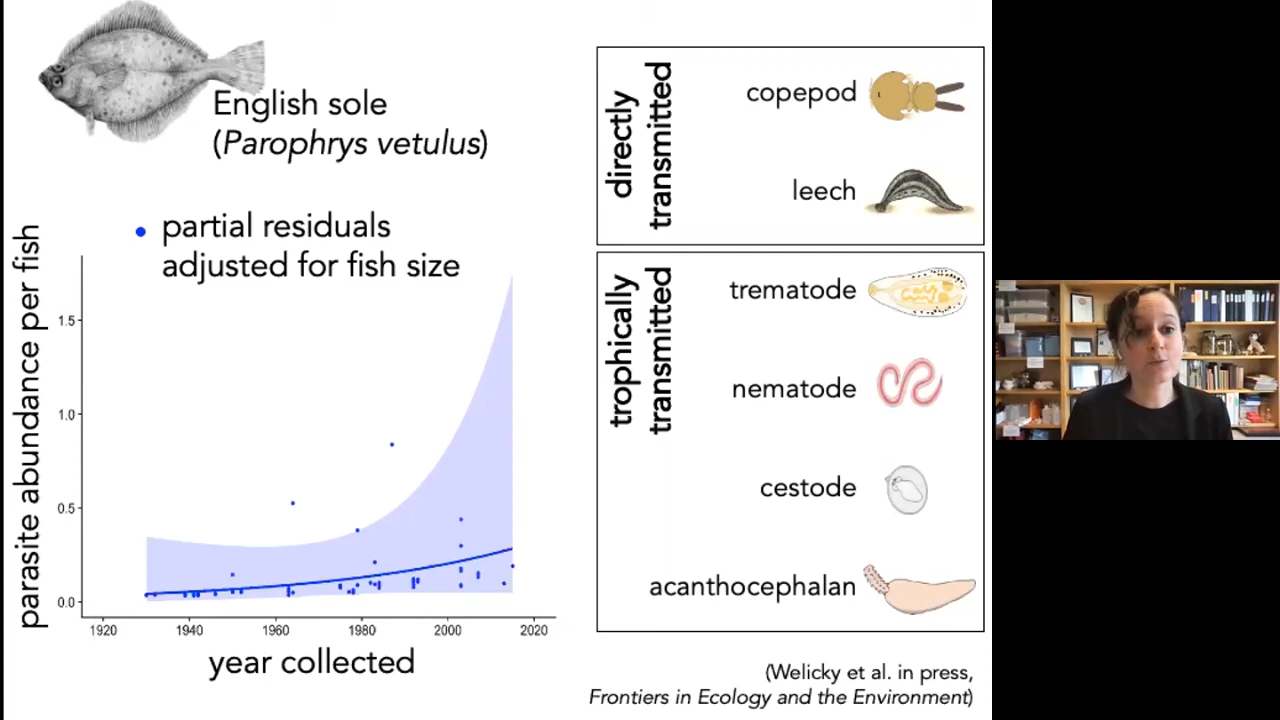 English sole
(Parophrys vetulus)
partial residuals
adjusted for fish size
parasite abundance per fish
1.5
1.0
0.5
0.0
1920 1940 1960 1980 2000 2020
year collected
directly
transmitted
copepod
leech
trophically
transmitted
trematode
nematode
cestode
acanthocephalan
(Welicky et al. in press,
Frontiers in Ecology and the Environment)